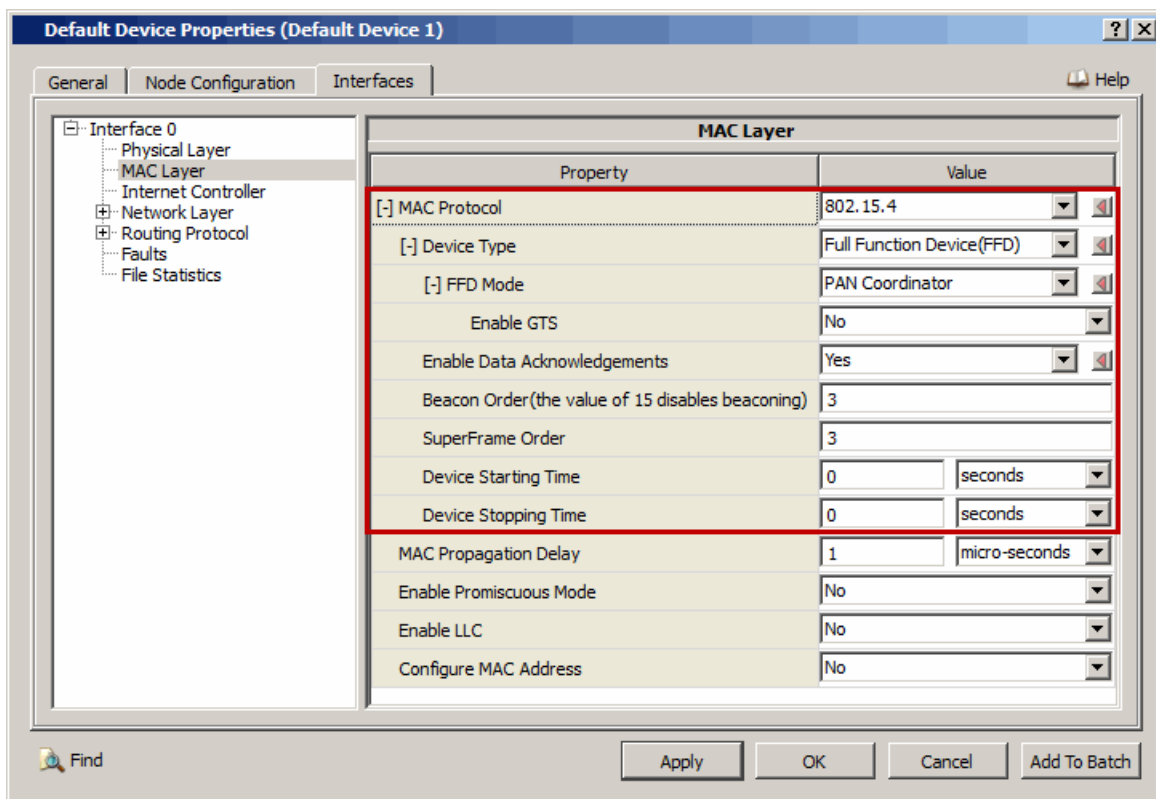 Default Device Properties (Default Device 1)
General
Node Configuration
Interfaces
Help
Interface 0
Physical Layer
MAC Layer
Internet Controller
Network Layer
Routing Protocol
Faults
File Statistics
MAC Layer
Property Value
[-] MAC Protocol 802.15.4
[-] Device Type Full Function Device(FFD)
[-] FFD Mode PAN Coordinator
Enable GTS No
Enable Data Acknowledgements Yes
Beacon Order(the value of 15 disables beaconing) 3
SuperFrame Order 3
Device Starting Time 0 seconds
Device Stopping Time 0 seconds
MAC Propagation Delay 1 micro-seconds
Enable Promiscuous Mode No
Enable LLC No
Configure MAC Address No
Find
Apply
OK
Cancel
Add To Batch